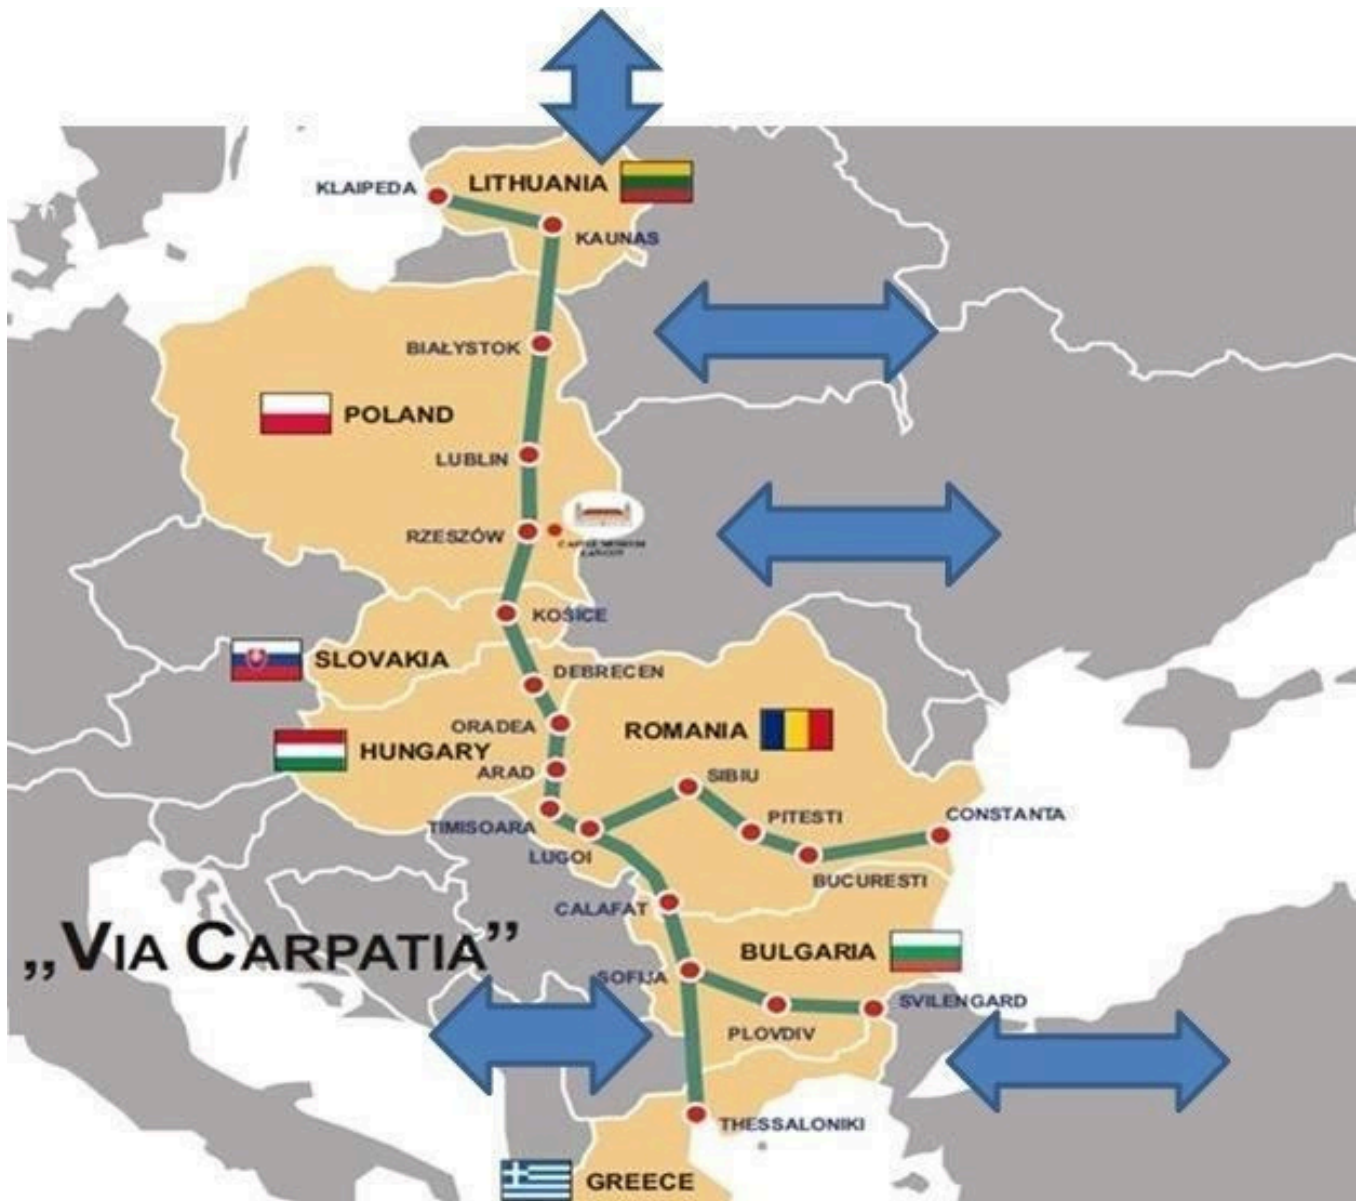 KLAIPEDA
LITHUANIA
KAUNAS
BIAŁYSTOK
POLAND
LUBLIN
RZESZÓW
KOŠICE
SLOVAKIA
DEBRECEN
ORADEA
ROMANIA
HUNGARY
ARAD
SIBIU
TIMISOARA
PITESTI
CONSTANTA
LUGOI
BUCURESTI
CALAFAT
„VIA CARPATIA”
BULGARIA
SOFIJA
SVILENGARD
PLOVDIV
THESSALONIKI
GREECE